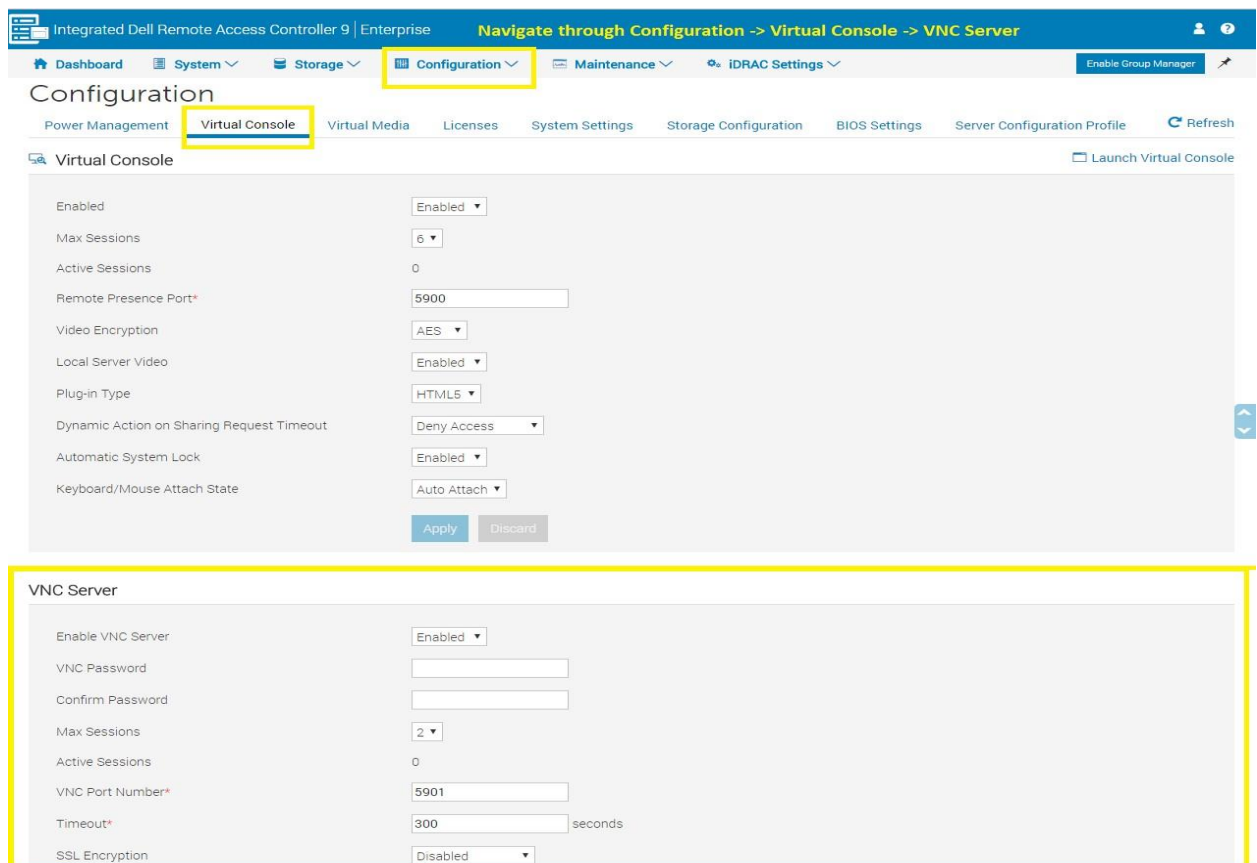 Integrated Dell Remote Access Controller 9 | Enterprise Navigate through Configuration -> Virtual Console -> VNC Server
Dashboard System Storage Configuration Maintenance iDRAC Settings Enable Group Manager
Configuration
Power Management Virtual Console Virtual Media Licenses System Settings Storage Configuration BIOS Settings Server Configuration Profile Refresh
Virtual Console Launch Virtual Console
Enabled Enabled
Max Sessions 6
Active Sessions 0
Remote Presence Port* 5900
Video Encryption AES
Local Server Video Enabled
Plug-in Type HTML5
Dynamic Action on Sharing Request Timeout Deny Access
Automatic System Lock Enabled
Keyboard/Mouse Attach State Auto Attach
Apply Discard
VNC Server
Enable VNC Server Enabled
VNC Password
Confirm Password
Max Sessions 2
Active Sessions 0
VNC Port Number* 5901
Timeout* 300 seconds
SSL Encryption Disabled